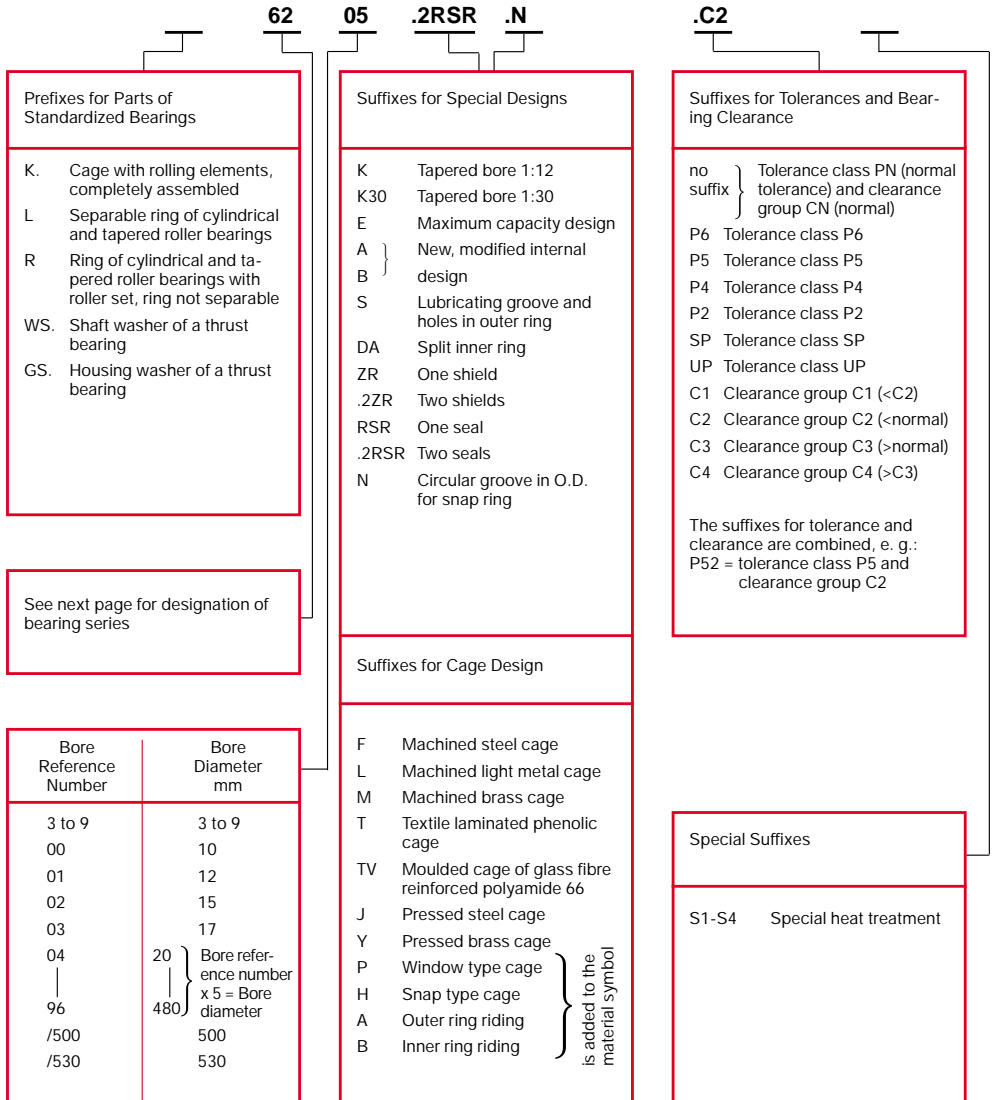 62 05 .2RSR .N .C2
Prefixes for Parts of
Standardized Bearings
K. Cage with rolling elements,
completely assembled
L Separable ring of cylindrical
and tapered roller bearings
R Ring of cylindrical and ta-
pered roller bearings with
roller set, ring not separable
WS. Shaft washer of a thrust
bearing
GS. Housing washer of a thrust
bearing
See next page for designation of
bearing series
Bore
Reference
Number
Bore
Diameter
mm
3 to 9 3 to 9
00 10
01 12
02 15
03 17
04 20
96 480
Bore refer-
ence number
x 5 = Bore
diameter
/500 500
/530 530
Suffixes for Special Designs
K Tapered bore 1:12
K30 Tapered bore 1:30
E Maximum capacity design
A New, modified internal
B design
S Lubricating groove and
holes in outer ring
DA Split inner ring
ZR One shield
.2ZR Two shields
RSR One seal
.2RSR Two seals
N Circular groove in O.D.
for snap ring
Suffixes for Cage Design
F Machined steel cage
L Machined light metal cage
M Machined brass cage
T Textile laminated phenolic
cage
TV Moulded cage of glass fibre
reinforced polyamide 66
J Pressed steel cage
Y Pressed brass cage
P Window type cage
H Snap type cage
A Outer ring riding
B Inner ring riding
is added to the
material symbol
Suffixes for Tolerances and Bear-
ing Clearance
no
suffix
Tolerance class PN (normal
tolerance) and clearance
group CN (normal)
P6 Tolerance class P6
P5 Tolerance class P5
P4 Tolerance class P4
P2 Tolerance class P2
SP Tolerance class SP
UP Tolerance class UP
C1 Clearance group C1 (<C2)
C2 Clearance group C2 (<normal)
C3 Clearance group C3 (>normal)
C4 Clearance group C4 (>C3)
The suffixes for tolerance and
clearance are combined, e. g.:
P52 = tolerance class P5 and
clearance group C2
Special Suffixes
S1-S4 Special heat treatment